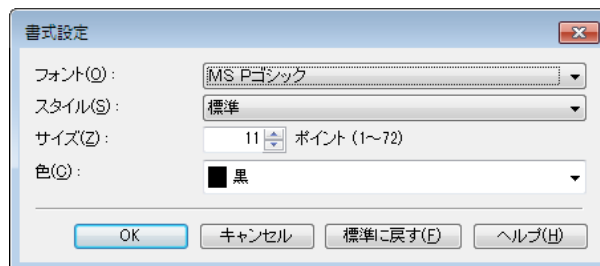 書式設定
フォント(O): MS Pゴシック
スタイル(S): 標準
サイズ(Z): 11 ポイント (1~72)
色(C): 黒
OK キャンセル 標準に戻す(F) ヘルプ(H)